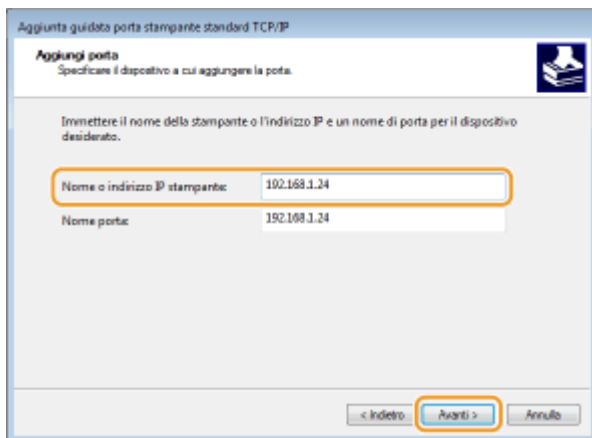 Aggiunta guidata porta stampante standard TCP/IP
Aggiungi porta
Specificare il dispositivo a cui aggiungere la porta.
Immettere il nome della stampante o l'indirizzo IP e un nome di porta per il dispositivo
desiderato.
Nome o indirizzo IP stampante: 192.168.1.24
Nome porta: 192.168.1.24
< Indietro Avanti > Annulla